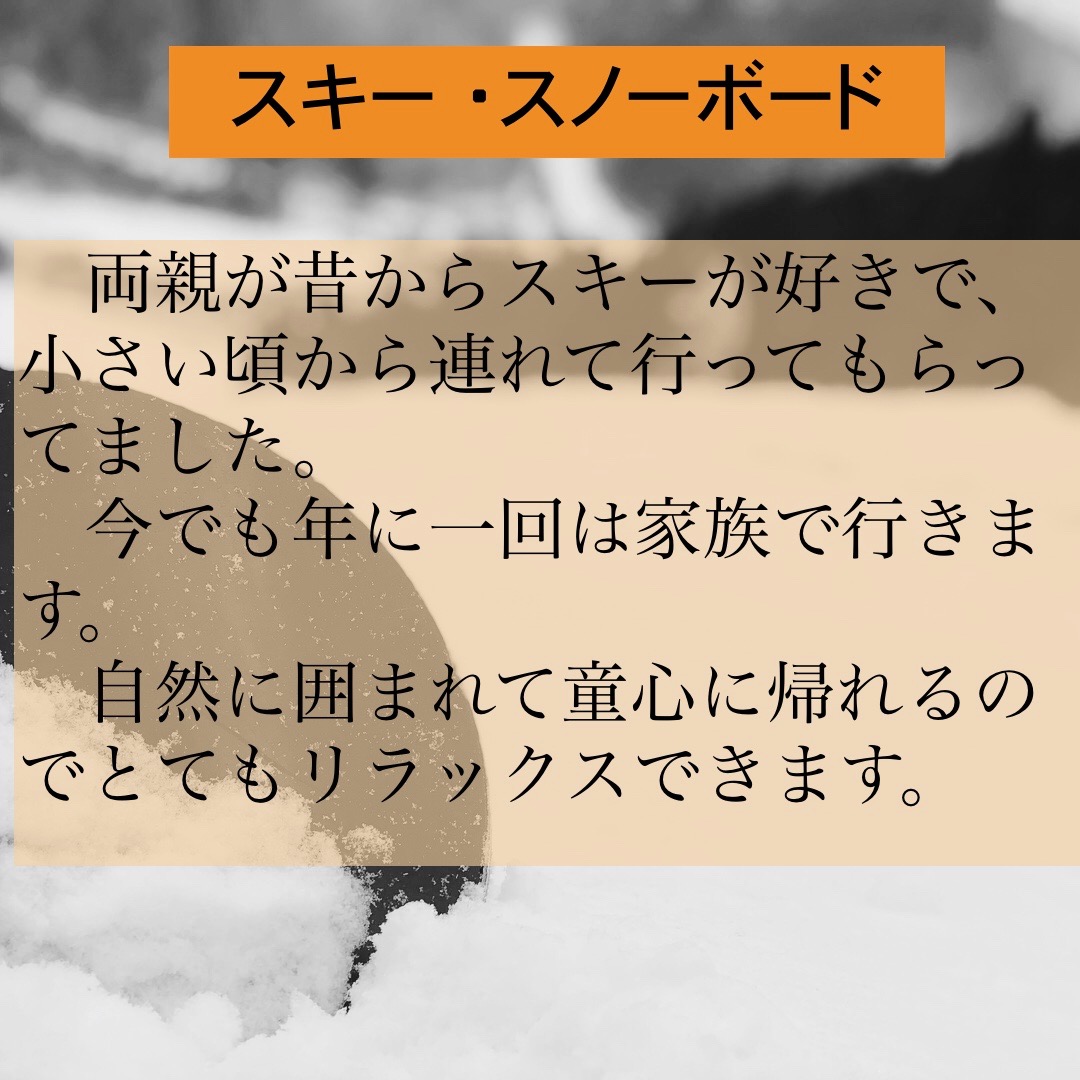 スキー・スノーボード
　両親が昔からスキーが好きで、
小さい頃から連れて行ってもらっ
てました。
　今でも年に一回は家族で行きま
す。
　自然に囲まれて童心に帰れるの
でとてもリラックスできます。